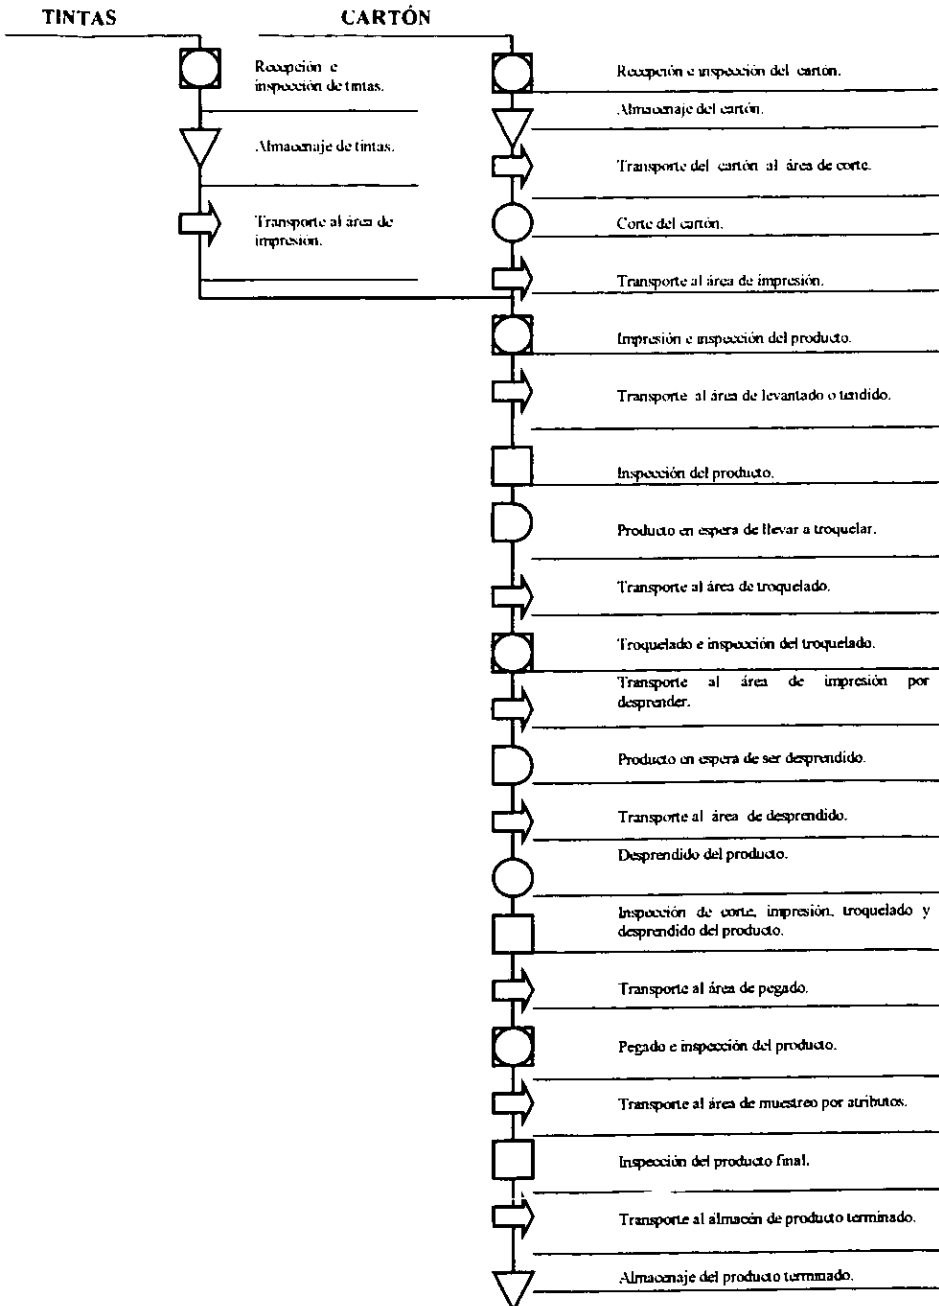 TINTAS
Recepción e
inspección de tintas.
Almacenaje de tintas.
Transporte al área de
impresión.
CARTÓN
Recepción e inspección del cartón.
Almacenaje del cartón.
Transporte del cartón al área de corte.
Corte del cartón.
Transporte al área de impresión.
Impresión e inspección del producto.
Transporte al área de levantado o tendido.
Inspección del producto.
Producto en espera de llevar a troquelar.
Transporte al área de troquelado.
Troquelado e inspección del troquelado.
Transporte al área de impresión por
desprender.
Producto en espera de ser desprendido.
Transporte al área de desprendido.
Desprendido del producto.
Inspección de corte, impresión, troquelado y
desprendido del producto.
Transporte al área de pegado.
Pegado e inspección del producto.
Transporte al área de muestreo por atributos.
Inspección del producto final.
Transporte al almacén de producto terminado.
Almacenaje del producto terminado.